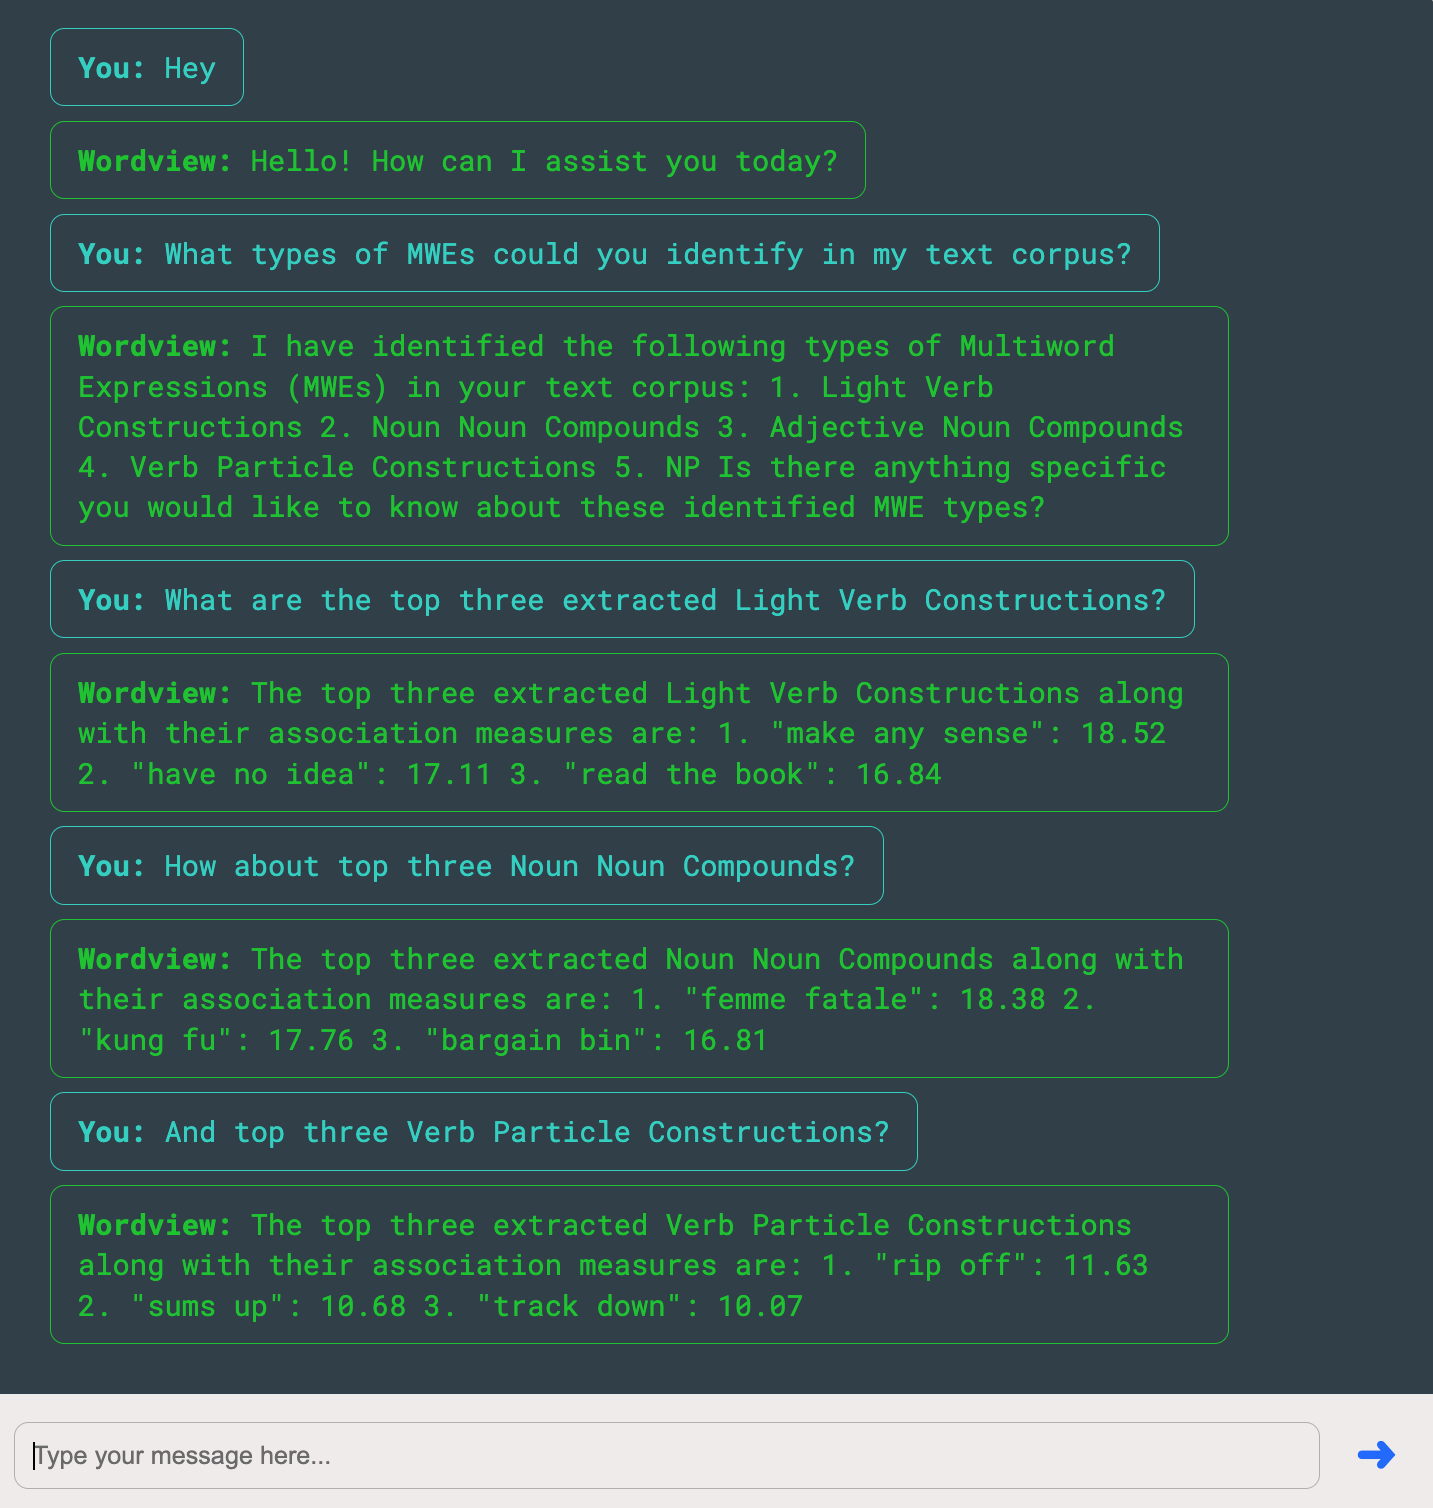 You: Hey
Wordview: Hello! How can I assist you today?
You: What types of MWEs could you identify in my text corpus?
Wordview: I have identified the following types of Multiword
Expressions (MWEs) in your text corpus: 1. Light Verb
Constructions 2. Noun Noun Compounds 3. Adjective Noun Compounds
4. Verb Particle Constructions 5. NP Is there anything specific
you would like to know about these identified MWE types?
You: What are the top three extracted Light Verb Constructions?
Wordview: The top three extracted Light Verb Constructions along
with their association measures are: 1. "make any sense": 18.52
2. "have no idea": 17.11 3. "read the book": 16.84
You: How about top three Noun Noun Compounds?
Wordview: The top three extracted Noun Noun Compounds along with
their association measures are: 1. "femme fatale": 18.38 2.
"kung fu": 17.76 3. "bargain bin": 16.81
You: And top three Verb Particle Constructions?
Wordview: The top three extracted Verb Particle Constructions
along with their association measures are: 1. "rip off": 11.63
2. "sums up": 10.68 3. "track down": 10.07
Type your message here...